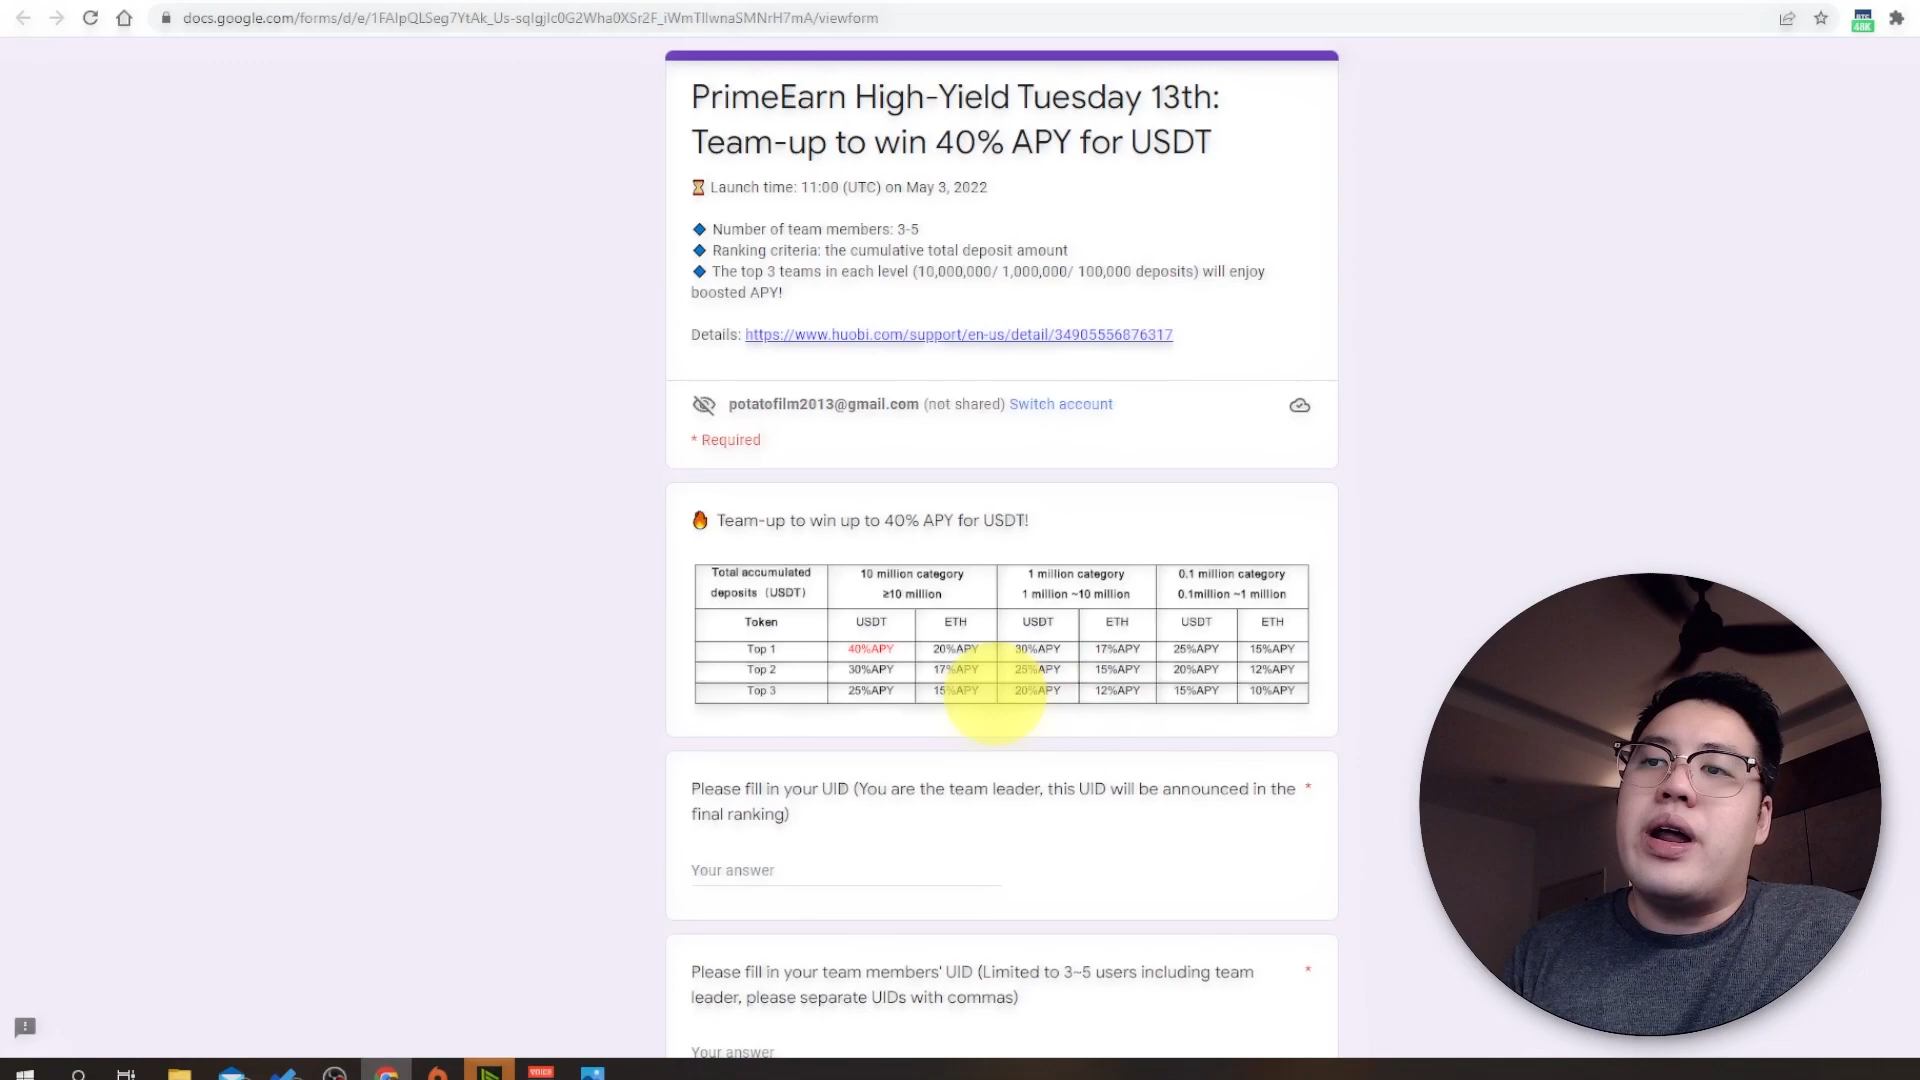 docs.google.com/forms/d/e/1FAIpQLSeg7YtAk_Us-sqIgjIc0G2Wha0XSr2F_iWmTIlwnaSMNrH7mA/viewform
48K
PrimeEarn High-Yield Tuesday 13th:
Team-up to win 40% APY for USDT
⏳ Launch time: 11:00 (UTC) on May 3, 2022
🔷 Number of team members: 3-5
🔷 Ranking criteria: the cumulative total deposit amount
🔷 The top 3 teams in each level (10,000,000/ 1,000,000/ 100,000 deposits) will enjoy
boosted APY!
Details: https://www.huobi.com/support/en-us/detail/34905556876317
potatofilm2013@gmail.com (not shared) Switch account
* Required
🔥 Team-up to win up to 40% APY for USDT!
Total accumulated deposits (USDT) 10 million category ≥10 million 1 million category 1 million ~10 million 0.1 million category 0.1million ~1 million
Token USDT ETH USDT ETH USDT ETH
Top 1 40%APY 20%APY 30%APY 17%APY 25%APY 15%APY
Top 2 30%APY 17%APY 25%APY 15%APY 20%APY 12%APY
Top 3 25%APY 15%APY 20%APY 12%APY 15%APY 10%APY
Please fill in your UID (You are the team leader, this UID will be announced in the *
final ranking)
Your answer
Please fill in your team members' UID (Limited to 3~5 users including team *
leader, please separate UIDs with commas)
Your answer
VOICE